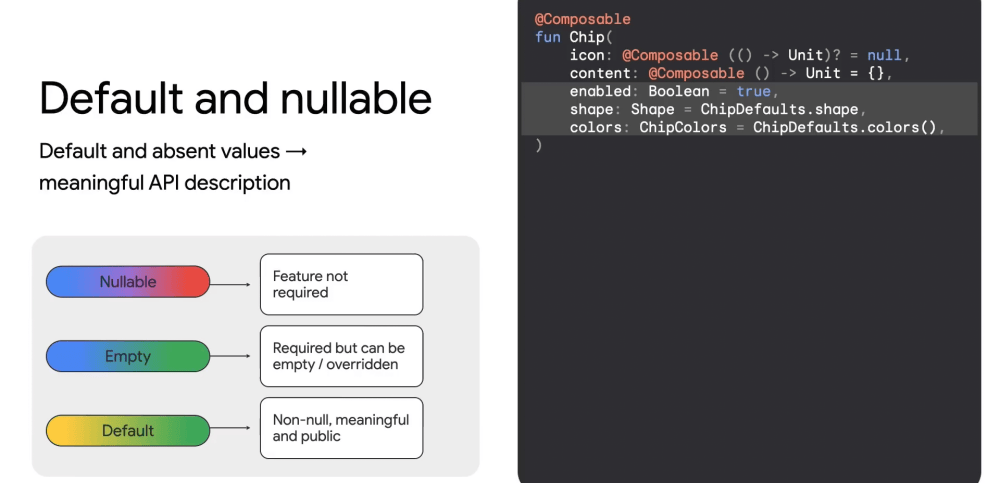 Default and nullable
Default and absent values →
meaningful API description
Nullable
Feature not
required
Empty
Required but can be
empty / overridden
Default
Non-null, meaningful
and public
@Composable
fun Chip(
    icon: @Composable (() -> Unit)? = null,
    content: @Composable () -> Unit = {},
    enabled: Boolean = true,
    shape: Shape = ChipDefaults.shape,
    colors: ChipColors = ChipDefaults.colors(),
)